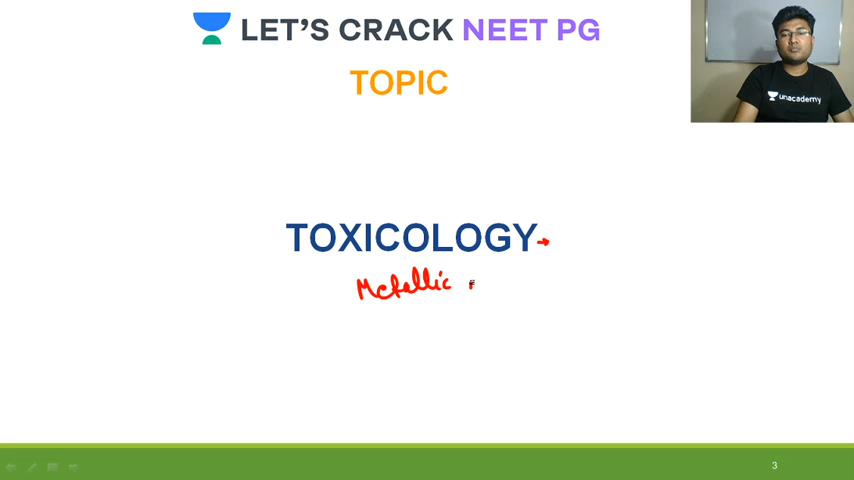 LET'S CRACK NEET PG
TOPIC
unacademy
TOXICOLOGY
Metallic
3